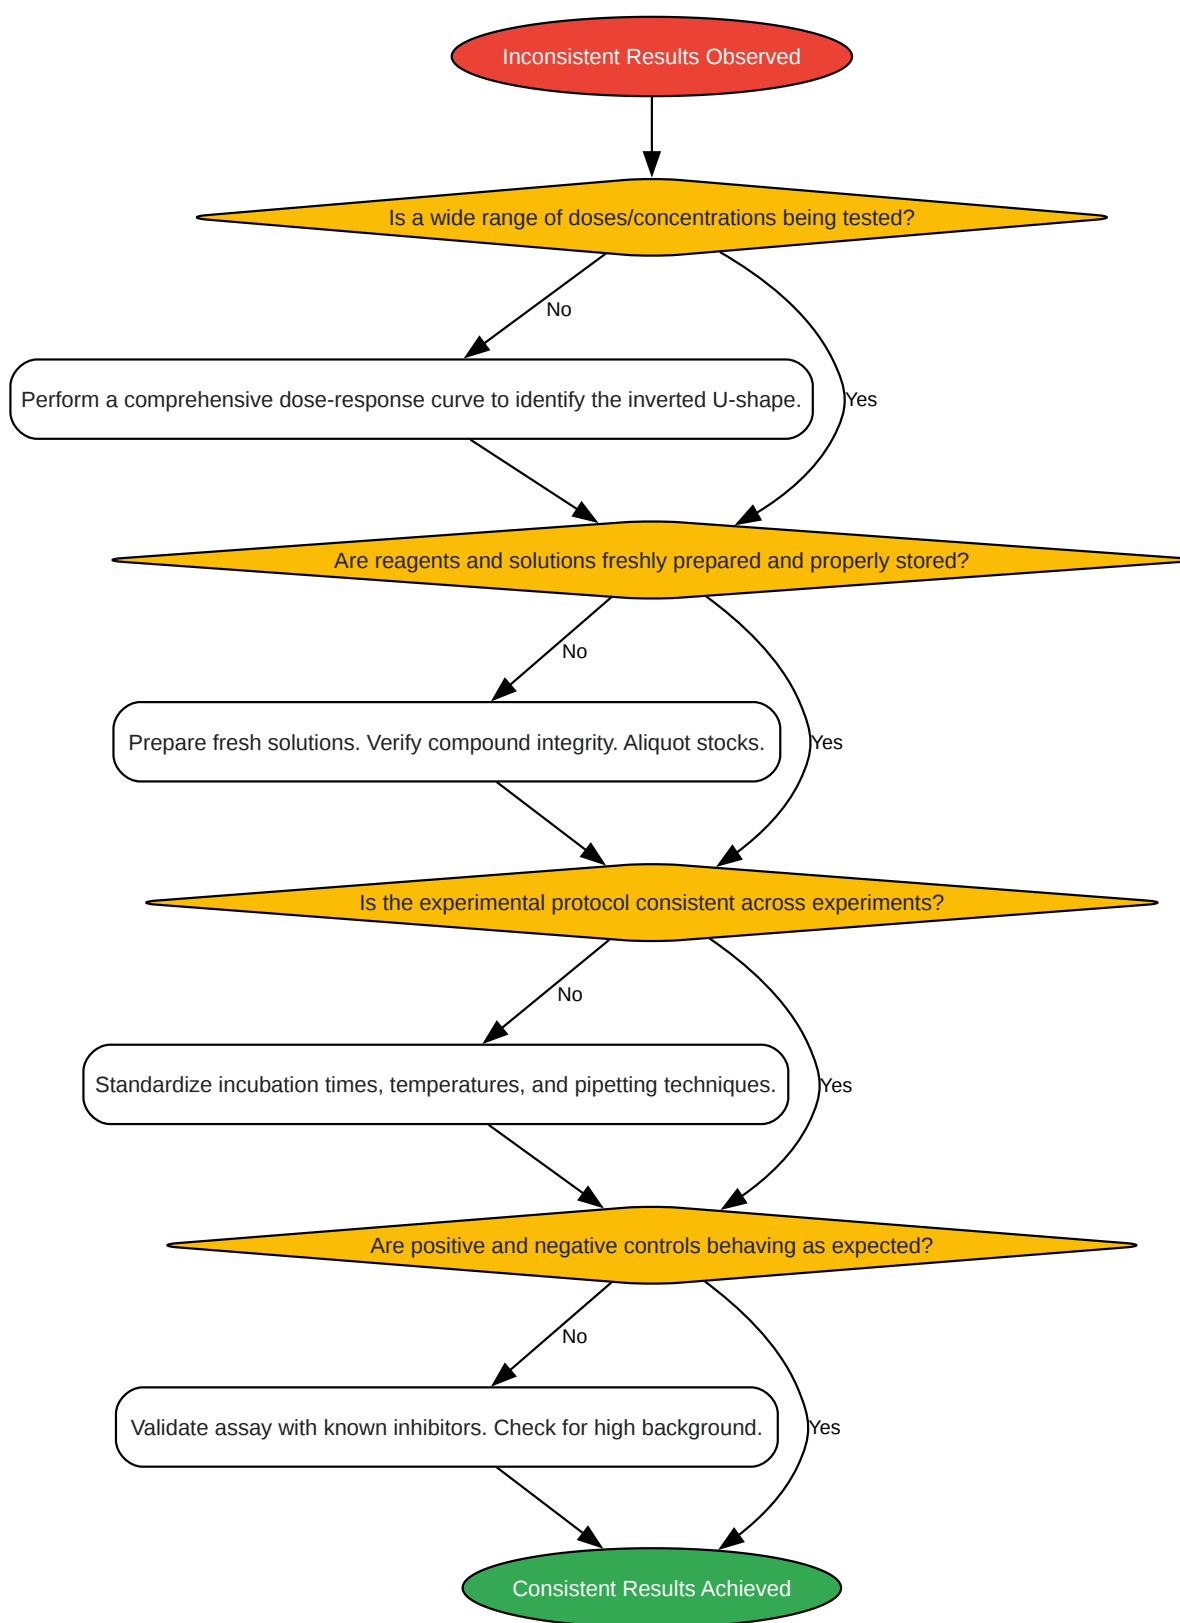 Inconsistent Results Observed
Is a wide range of doses/concentrations being tested?
No
Perform a comprehensive dose-response curve to identify the inverted U-shape.
Yes
Are reagents and solutions freshly prepared and properly stored?
No
Prepare fresh solutions. Verify compound integrity. Aliquot stocks.
Yes
Is the experimental protocol consistent across experiments?
No
Standardize incubation times, temperatures, and pipetting techniques.
Yes
Are positive and negative controls behaving as expected?
No
Validate assay with known inhibitors. Check for high background.
Yes
Consistent Results Achieved